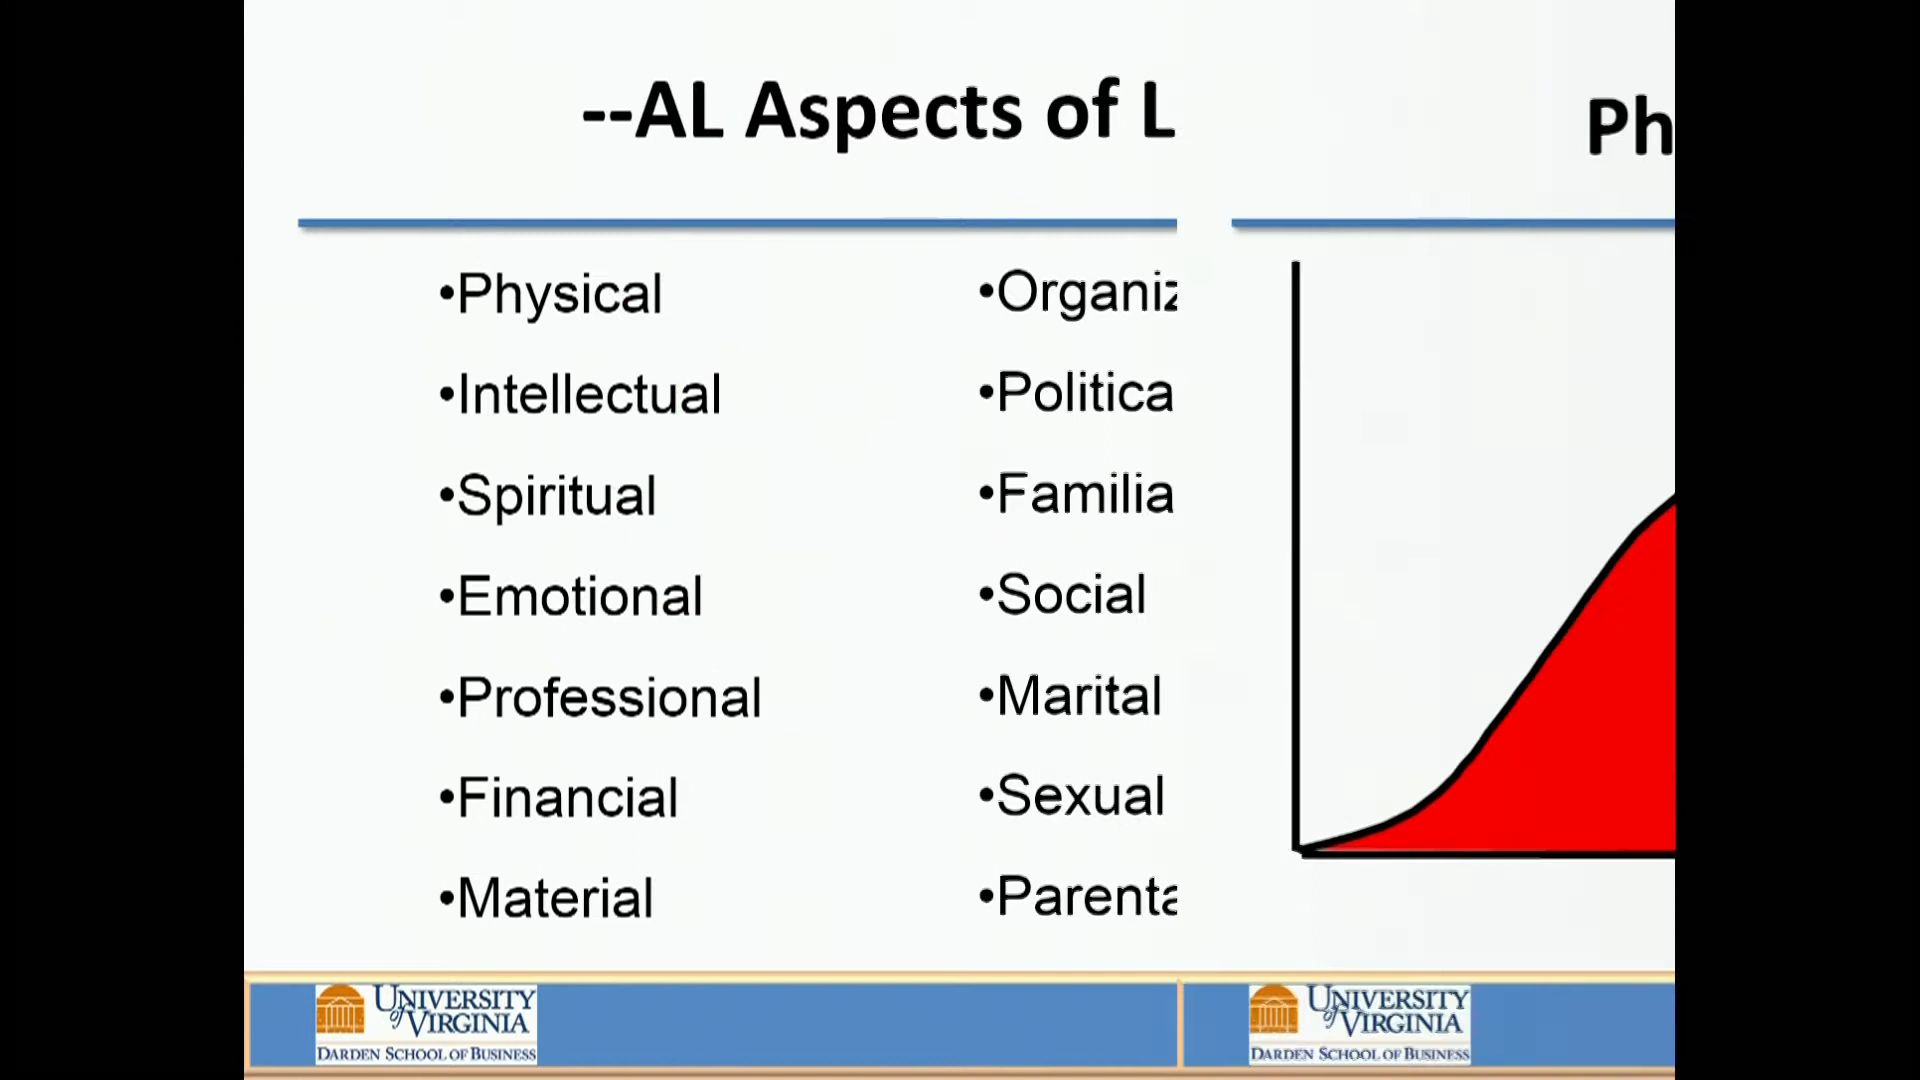 --AL Aspects of L
•Physical
•Intellectual
•Spiritual
•Emotional
•Professional
•Financial
•Material
•Organiz
•Politica
•Familia
•Social
•Marital
•Sexual
•Parenta
UNIVERSITY
of VIRGINIA
DARDEN SCHOOL OF BUSINESS
Ph
UNIVERSITY
of VIRGINIA
DARDEN SCHOOL OF BUSINESS